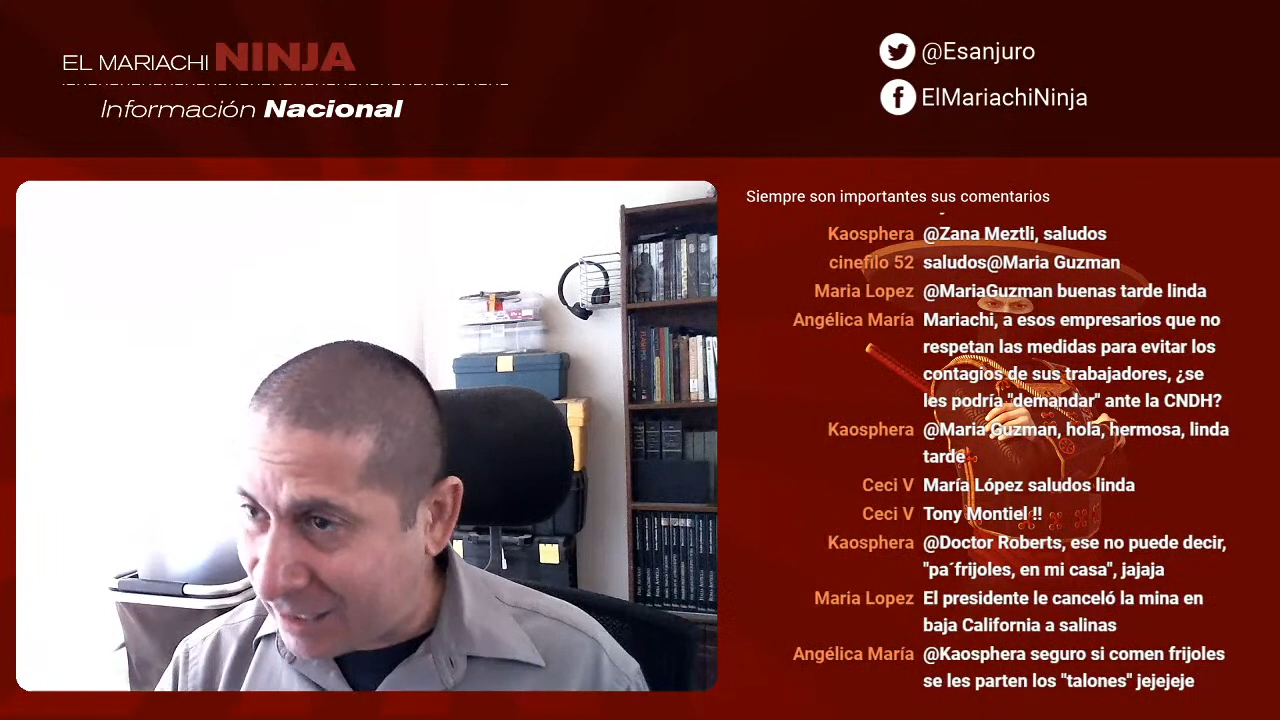 EL MARIACHI NINJA
Información Nacional
@Esanjuro
ElMariachiNinja
Siempre son importantes sus comentarios
Kaosphera @Zana Meztli, saludos
cinefilo 52 saludos@Maria Guzman
Maria Lopez @MariaGuzman buenas tarde linda
Angélica María Mariachi, a esos empresarios que no
respetan las medidas para evitar los
contagios de sus trabajadores, ¿se
les podría "demandar" ante la CNDH?
Kaosphera @Maria Guzman, hola, hermosa, linda
tarde
Ceci V María López saludos linda
Ceci V Tony Montiel !!
Kaosphera @Doctor Roberts, ese no puede decir,
"pa´frijoles, en mi casa", jajaja
Maria Lopez El presidente le canceló la mina en
baja California a salinas
Angélica María @Kaosphera seguro si comen frijoles
se les parten los "talones" jejejeje